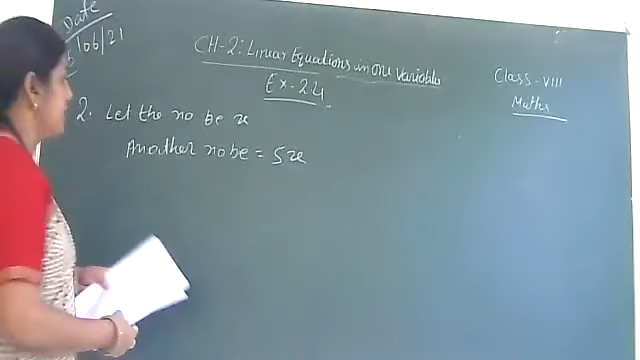 Date
/06/21
CH-2: Linear Equations in one variable
Ex-2.4
Class-VIII
Maths
2. Let the no be x
Another no be = 5x